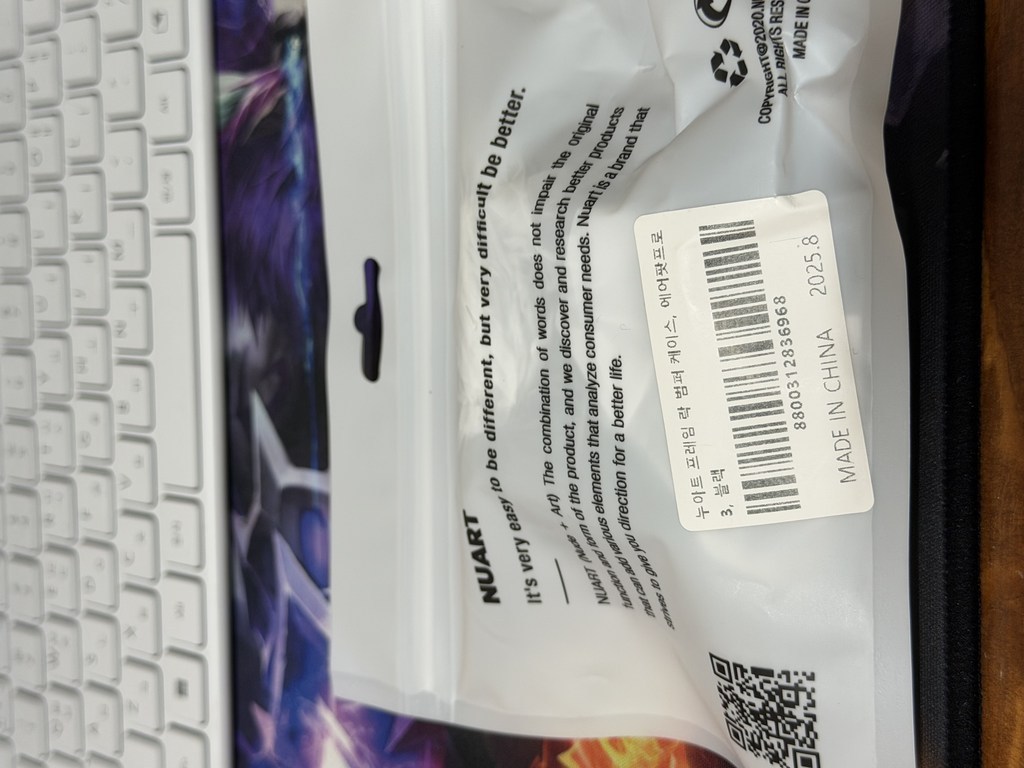 NUART
It's very easy to be different, but very difficult be better.
NUART (Nude + Art) The combination of words does not impair the original
function and form of the product, and we discover and research better products
that can add various elements that analyze consumer needs. Nuart is a brand that
strives to give you direction for a better life.
COPYRIGHT@2020.N
ALL RIGHTS RES
MADE IN
누아트 프레임 락 범퍼 케이스, 에어팟프로
3, 블랙
8800312836968
MADE IN CHINA 2025.8